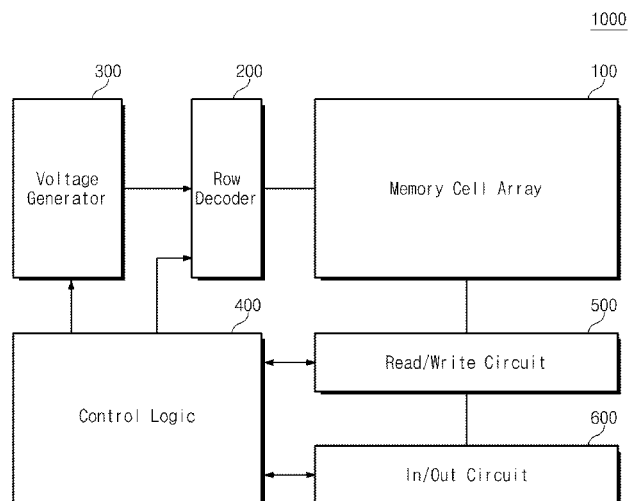 1000
300
200
100
Voltage
Generator
Row
Decoder
Memory Cell Array
400
500
Control Logic
Read/Write Circuit
600
In/Out Circuit